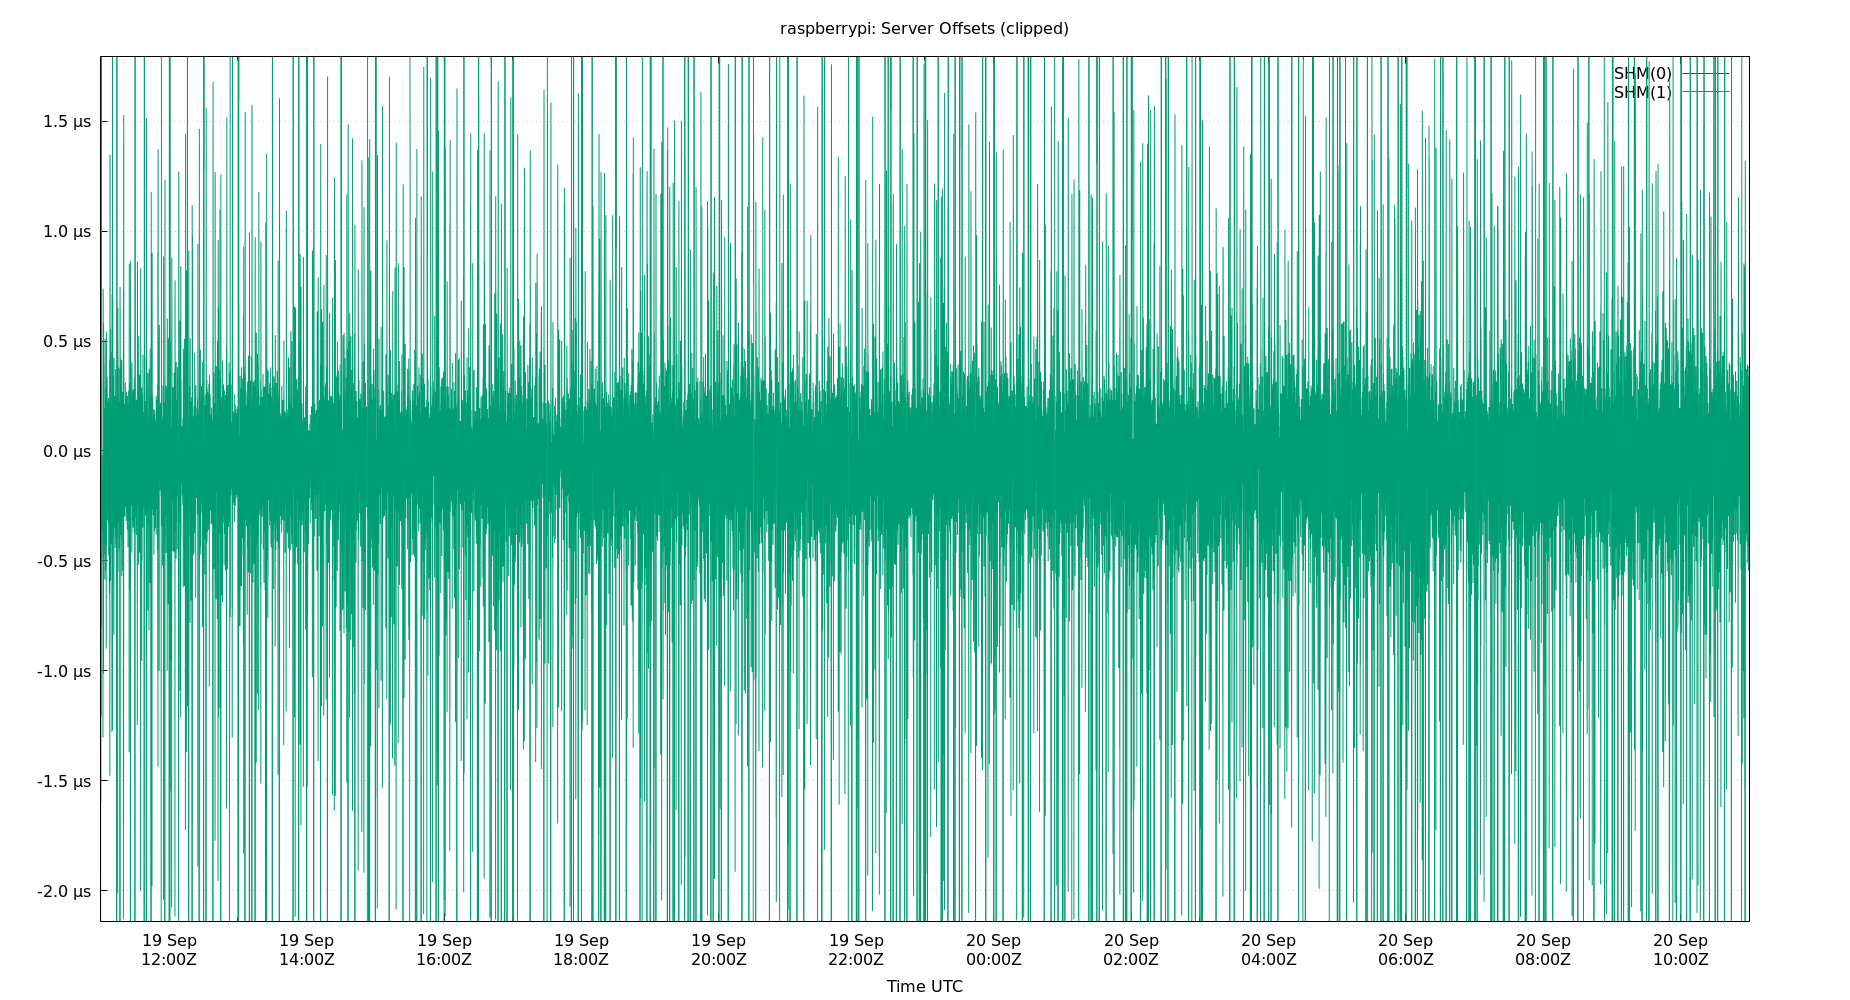 raspberrypi: Server Offsets (clipped)
SHM(0)
SHM(1)
1.5 µs
1.0 µs
0.5 µs
0.0 µs
-0.5 µs
-1.0 µs
-1.5 µs
-2.0 µs
19 Sep 19 Sep 19 Sep 19 Sep 19 Sep 19 Sep 20 Sep 20 Sep 20 Sep 20 Sep 20 Sep 20 Sep
12:00Z 14:00Z 16:00Z 18:00Z 20:00Z 22:00Z 00:00Z 02:00Z 04:00Z 06:00Z 08:00Z 10:00Z
Time UTC